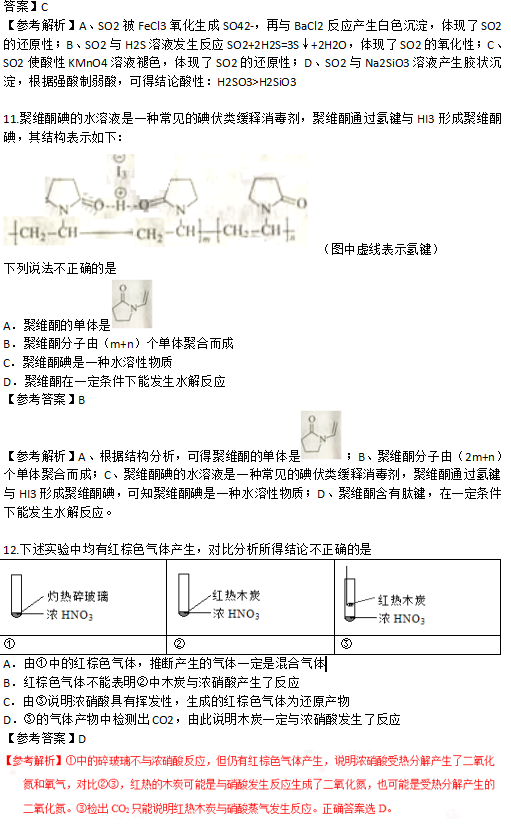 答案】C
【参考解析】A、SO2 被 FeCl3 氧化生成 SO42-，再与 BaCl2 反应产生白色沉淀，体现了 SO2
的还原性；B、SO2 与 H2S 溶液发生反应 SO2+2H2S=3S↓+2H2O，体现了 SO2 的氧化性；C、
SO2 使酸性 KMnO4 溶液褪色，体现了 SO2 的还原性；D、SO2 与 Na2SiO3 溶液产生胶状沉
淀，根据强酸制弱酸，可得结论酸性：H2SO3>H2SiO3
11.聚维酮碘的水溶液是一种常见的碘伏类缓释消毒剂，聚维酮通过氢键与 HI3 形成聚维酮
碘，其结构表示如下：
I3⊖
O--H⊕--O O
N N N
[CH2—CH—CH2—CH]m[CH2—CH]n
（图中虚线表示氢键）
下列说法不正确的是
O N
A．聚维酮的单体是
B．聚维酮分子由（m+n）个单体聚合而成
C．聚维酮碘是一种水溶性物质
D．聚维酮在一定条件下能发生水解反应
【参考答案】B
O N
【参考解析】A、根据结构分析，可得聚维酮的单体是；B、聚维酮分子由（2m+n）
个单体聚合而成；C、聚维酮碘的水溶液是一种常见的碘伏类缓释消毒剂，聚维酮通过氢键
与 HI3 形成聚维酮碘，可知聚维酮碘是一种水溶性物质；D、聚维酮含有肽键，在一定条件
下能发生水解反应。
12.下述实验中均有红棕色气体产生，对比分析所得结论不正确的是
灼热碎玻璃 红热木炭 红热木炭
浓 HNO3 浓 HNO3 浓 HNO3
① ② ③
A．由①中的红棕色气体，推断产生的气体一定是混合气体
B．红棕色气体不能表明②中木炭与浓硝酸产生了反应
C．由③说明浓硝酸具有挥发性，生成的红棕色气体为还原产物
D．③的气体产物中检测出 CO2，由此说明木炭一定与浓硝酸发生了反应
【参考答案】D
【参考解析】①中的碎玻璃不与浓硝酸反应，但仍有红棕色气体产生，说明浓硝酸受热分解产生了二氧化
氮和氧气，对比②③，红热的木炭可能是与硝酸发生反应生成了二氧化氮，也可能是受热分解产生的
二氧化氮。③检出 CO2 只能说明红热木炭与硝酸蒸气发生反应。正确答案选 D。